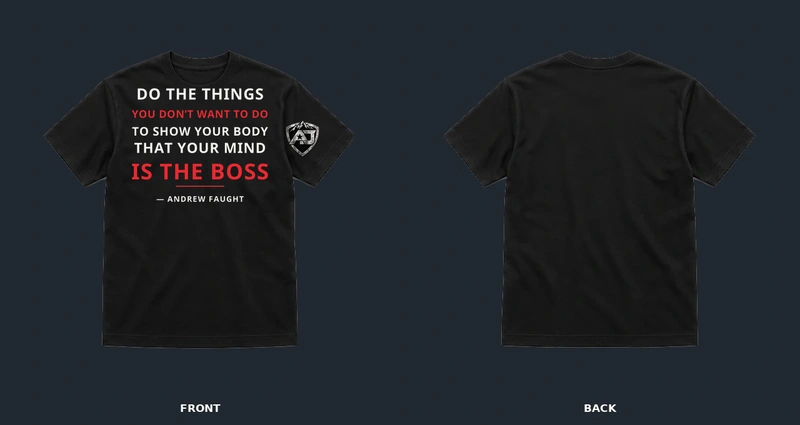 DO THE THINGS
YOU DON'T WANT TO DO
TO SHOW YOUR BODY
THAT YOUR MIND
IS THE BOSS
— ANDREW FAUGHT
AJ
FRONT
BACK